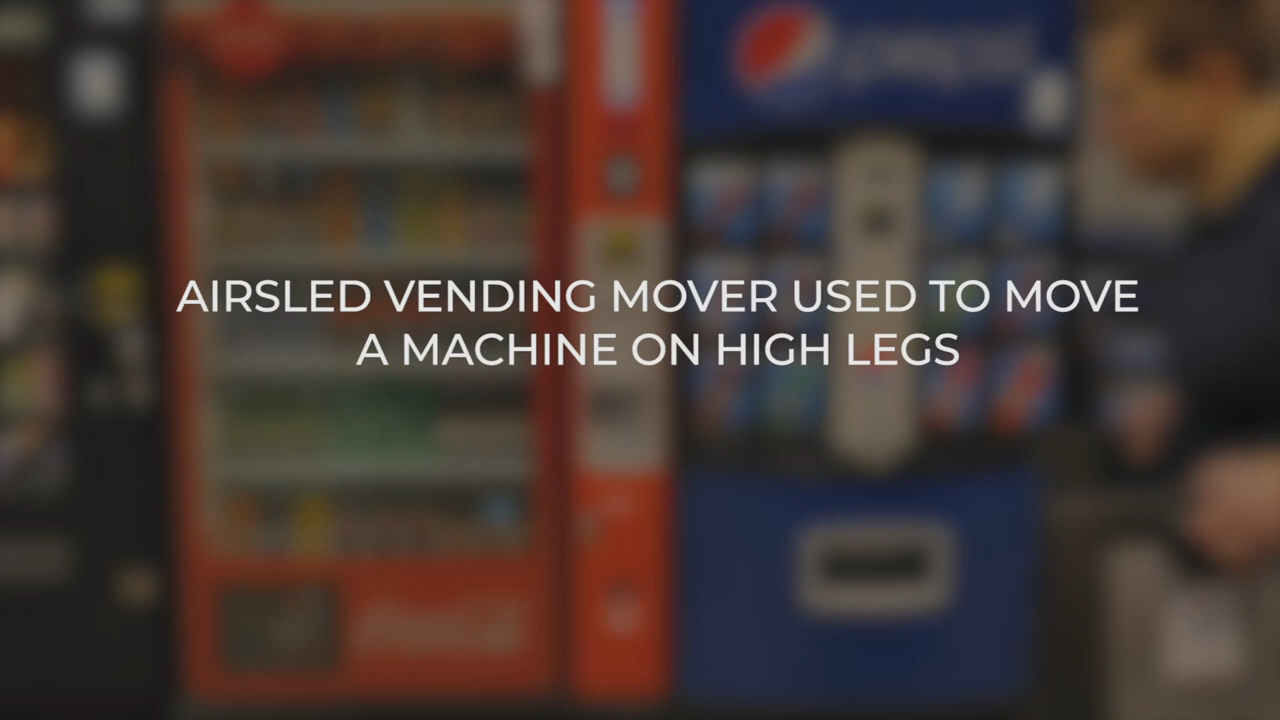 AIRSLED VENDING MOVER USED TO MOVE
A MACHINE ON HIGH LEGS